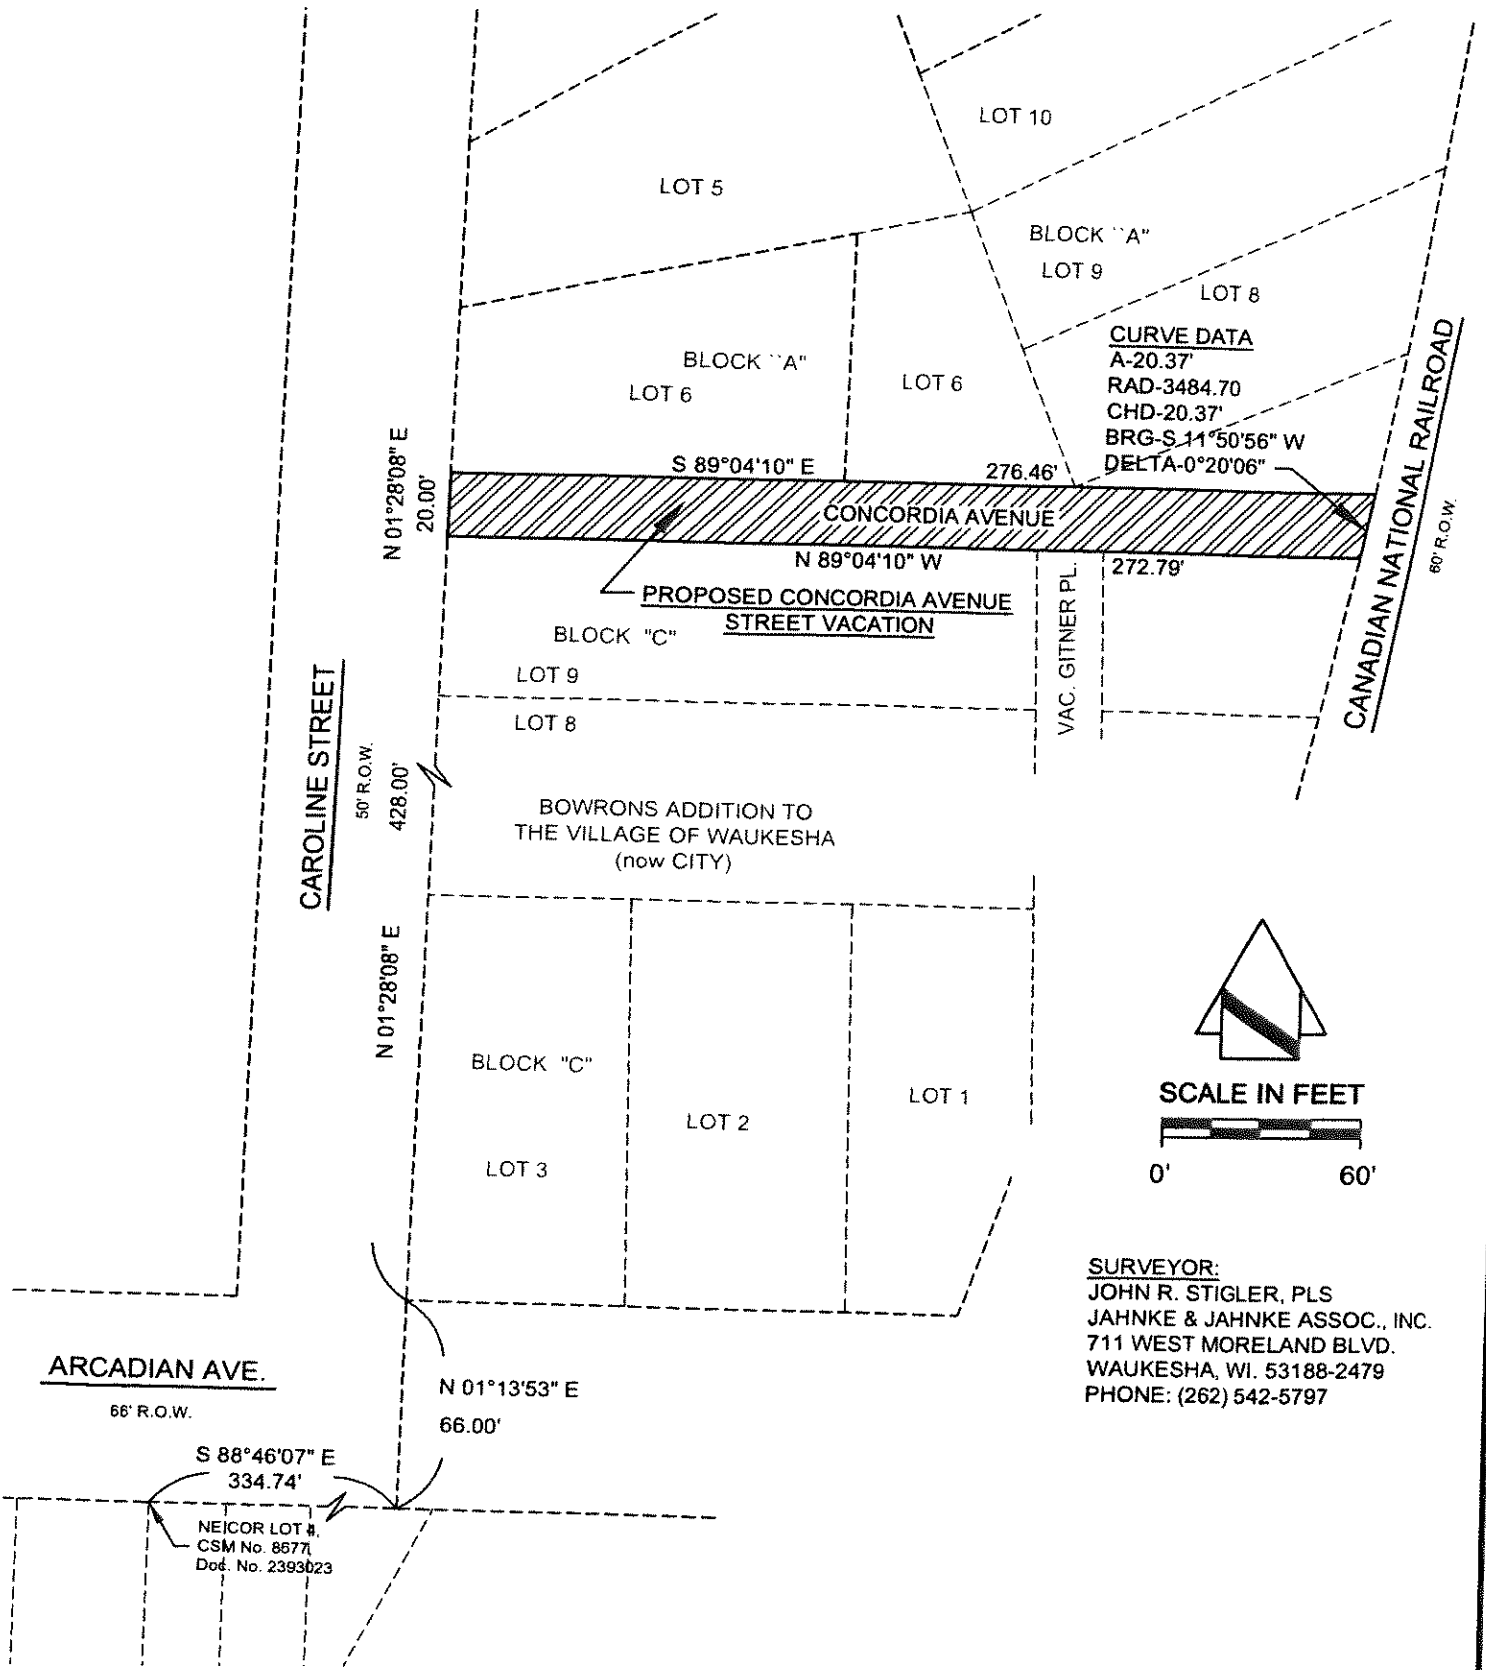 LOT 10
LOT 5
BLOCK ``A"
LOT 9
LOT 8
CURVE DATA
A-20.37'
RAD-3484.70
CHD-20.37'
BRG-S 11°50'56" W
DELTA-0°20'06"
BLOCK ``A"
LOT 6
LOT 6
CANADIAN NATIONAL RAILROAD
60' R.O.W.
N 01°28'08" E
20.00'
S 89°04'10" E
276.46'
CONCORDIA AVENUE
N 89°04'10" W
272.79'
PROPOSED CONCORDIA AVENUE
STREET VACATION
VAC. GITNER PL.
BLOCK "C"
LOT 9
LOT 8
CAROLINE STREET
50' R.O.W.
428.00'
BOWRONS ADDITION TO
THE VILLAGE OF WAUKESHA
(now CITY)
N 01°28'08" E
BLOCK "C"
LOT 3
LOT 2
LOT 1
SCALE IN FEET
0' 60'
SURVEYOR:
JOHN R. STIGLER, PLS
JAHNKE & JAHNKE ASSOC., INC.
711 WEST MORELAND BLVD.
WAUKESHA, WI. 53188-2479
PHONE: (262) 542-5797
ARCADIAN AVE.
66' R.O.W.
N 01°13'53" E
66.00'
S 88°46'07" E
334.74'
NE COR LOT 4,
CSM No. 8677,
Doc. No. 2393023